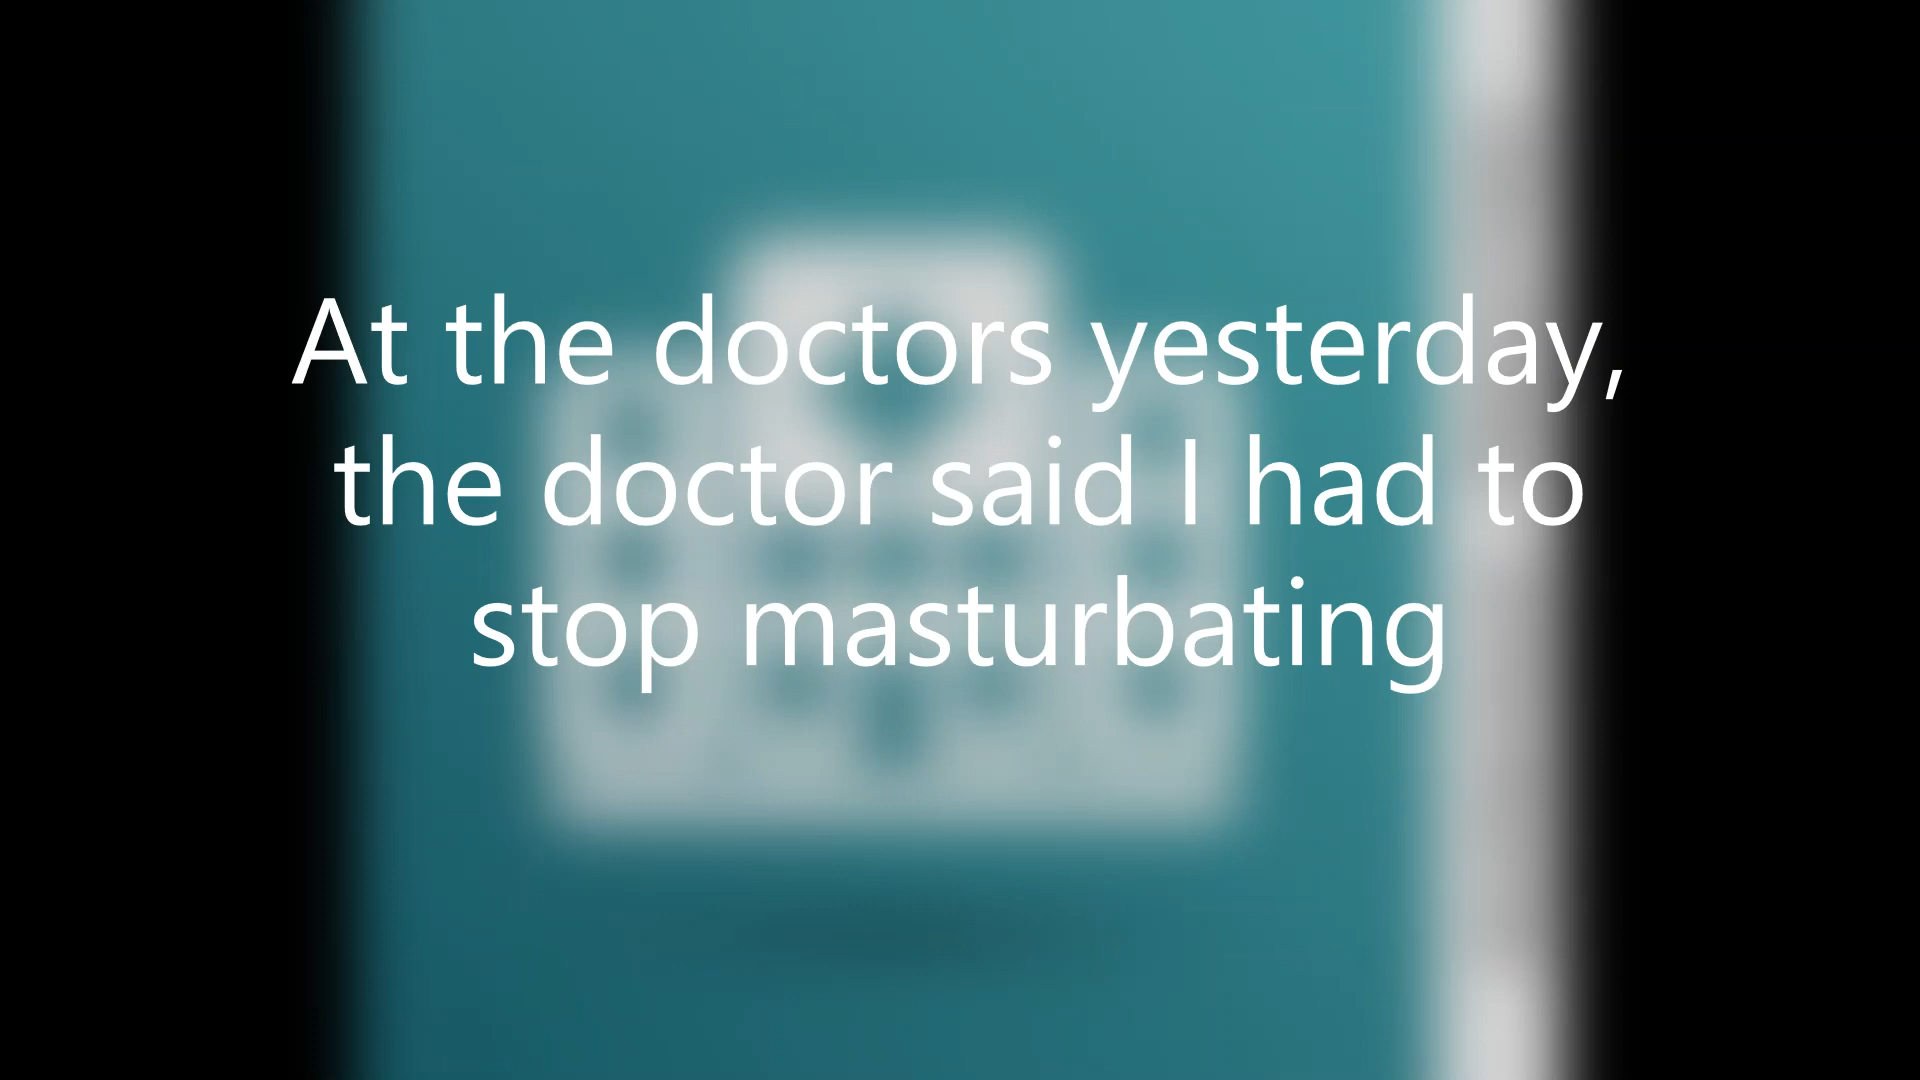 At the doctors yesterday,
the doctor said I had to
stop masturbating